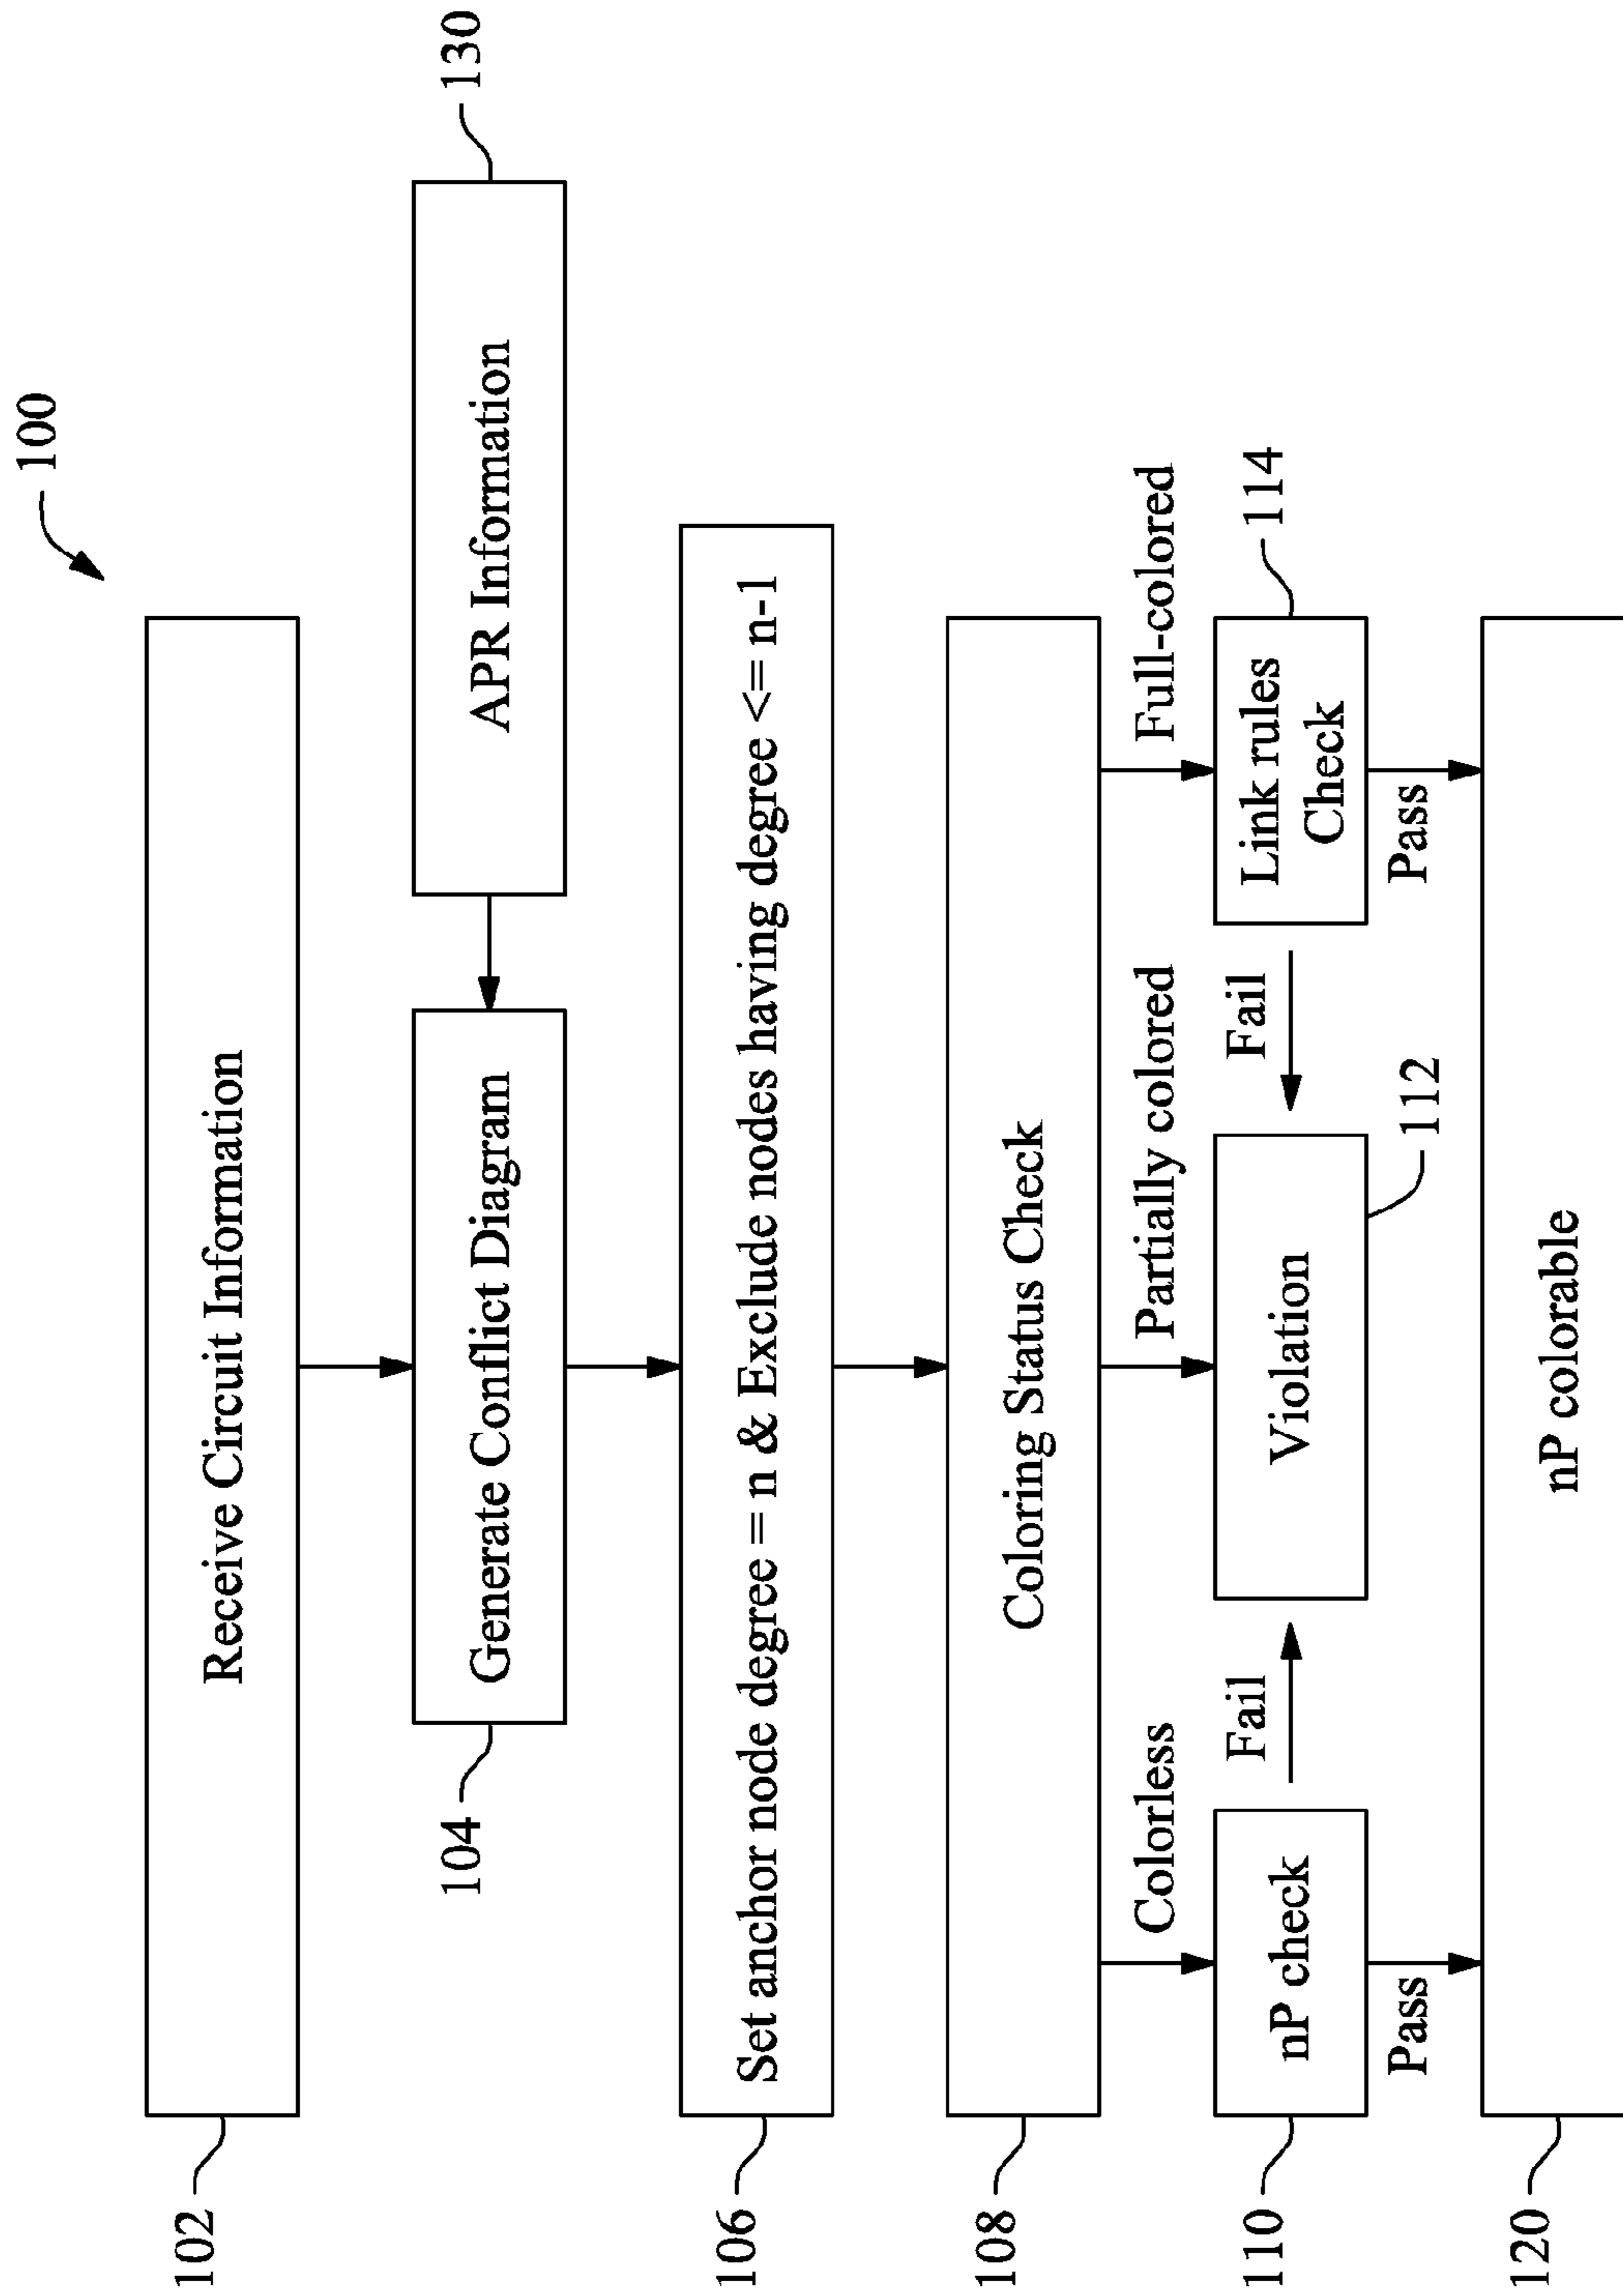 100
102
Receive Circuit Information
104
Generate Conflict Diagram
APR Information
130
106
Set anchor node degree = n & Exclude nodes having degree <= n-1
108
Coloring Status Check
Colorless
Partially colored
Full-colored
110
nP check
Fail
Violation
112
Fail
Link rules
Check
114
Pass
Pass
120
nP colorable